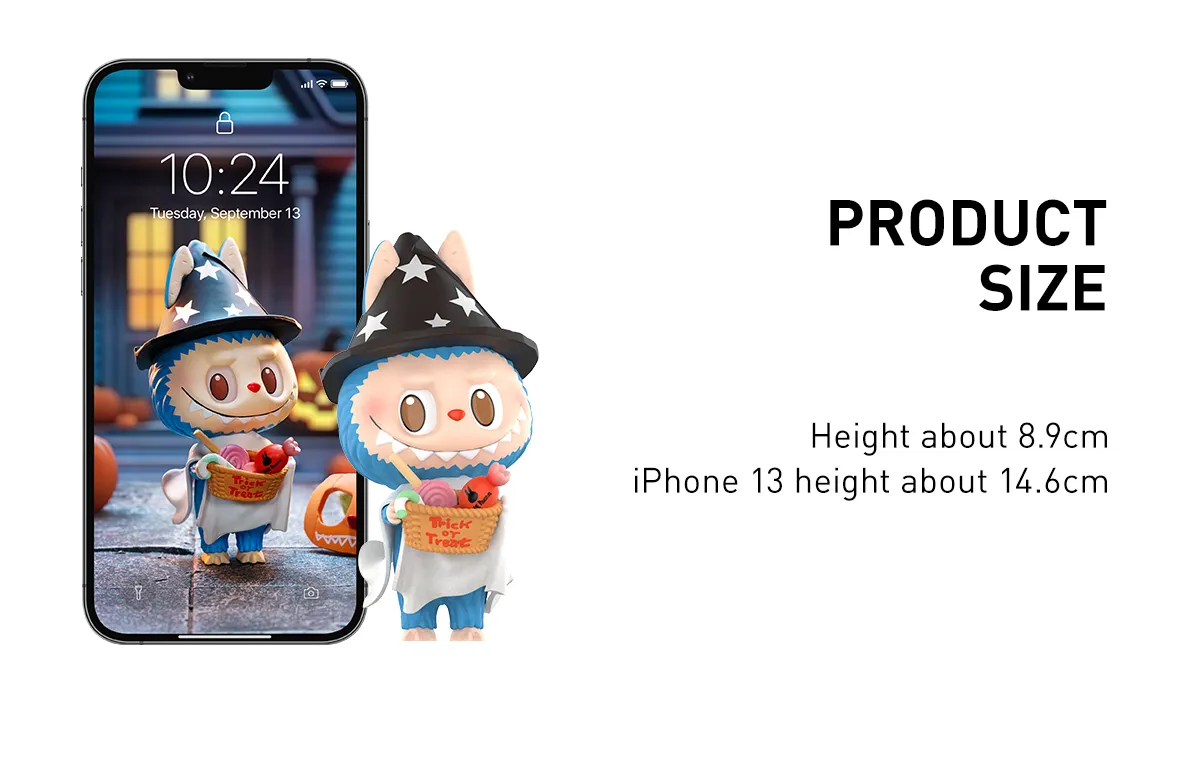 10:24
Tuesday, September 13
Trick
or
Treat
Trick
or
Treat
PRODUCT
SIZE
Height about 8.9cm
iPhone 13 height about 14.6cm